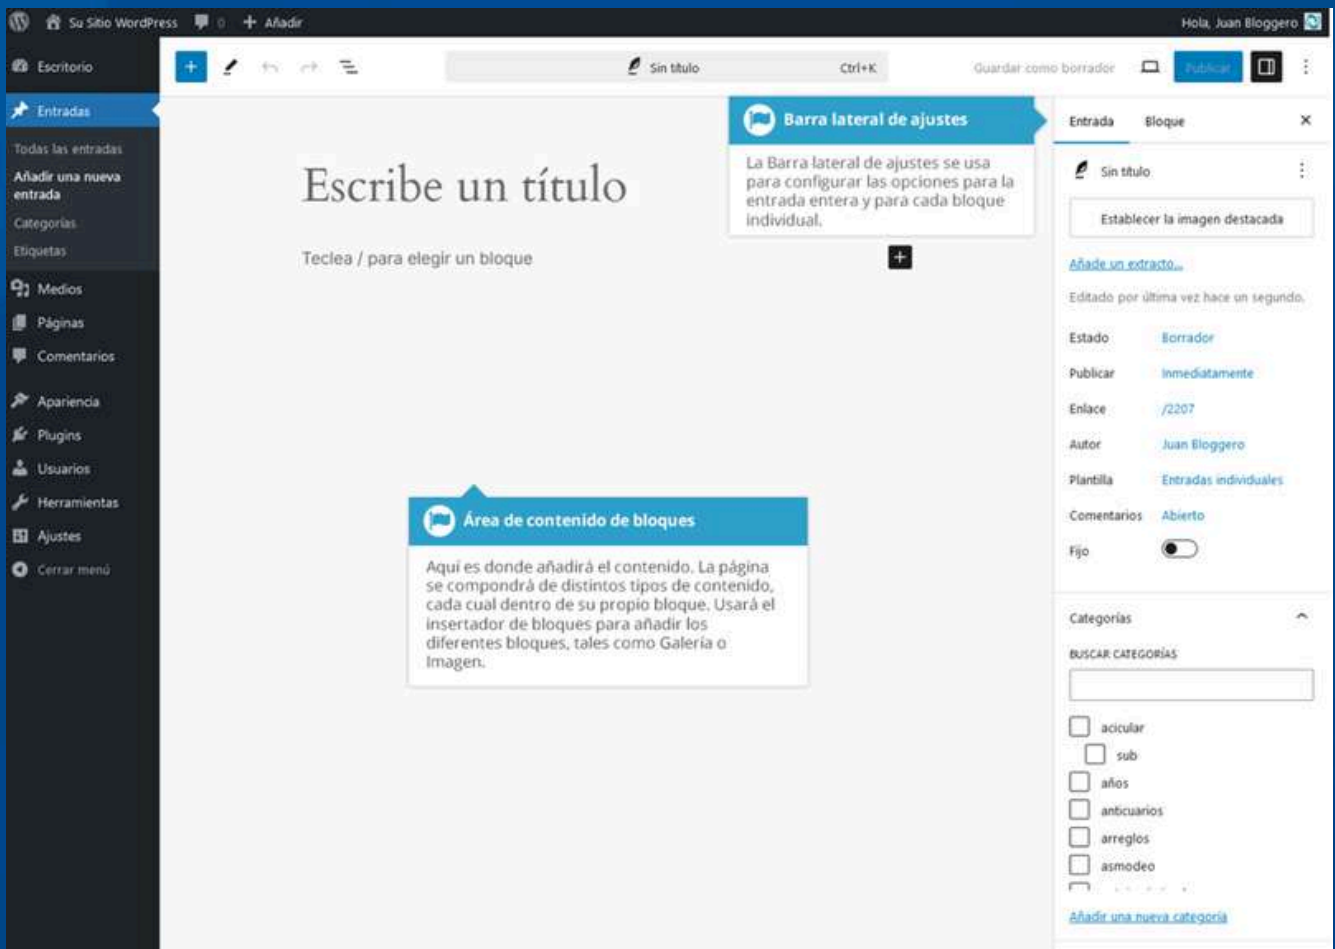 Su Sitio WordPress 0 + Añadir Hola, Juan Bloggero
Escritorio
Entradas
Todas las entradas
Añadir una nueva
entrada
Categorías
Etiquetas
Medios
Páginas
Comentarios
Apariencia
Plugins
Usuarios
Herramientas
Ajustes
Cerrar menú
Sin título Ctrl+K Guardar como borrador Publicar
Escribe un título
Teclea / para elegir un bloque
Barra lateral de ajustes
La Barra lateral de ajustes se usa
para configurar las opciones para la
entrada entera y para cada bloque
individual.
Área de contenido de bloques
Aquí es donde añadirá el contenido. La página
se compondrá de distintos tipos de contenido,
cada cual dentro de su propio bloque. Usará el
insertador de bloques para añadir los
diferentes bloques, tales como Galería o
Imagen.
Entrada Bloque
Sin título
Establecer la imagen destacada
Añade un extracto...
Editado por última vez hace un segundo.
Estado Borrador
Publicar Inmediatamente
Enlace /2207
Autor Juan Bloggero
Plantilla Entradas individuales
Comentarios Abierto
Fijo
Categorías
BUSCAR CATEGORÍAS
acicular
sub
años
anticuarios
arreglos
asmodeo
Añadir una nueva categoría